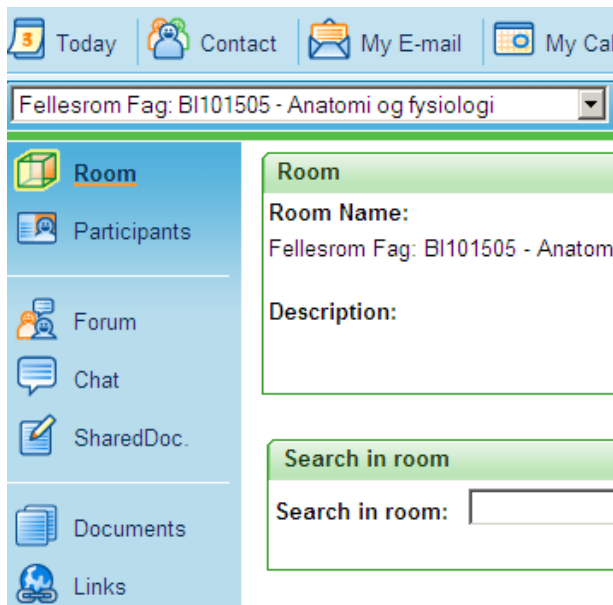 3 Today Contact My E-mail My Cal
Fellesrom Fag: BI101505 - Anatomi og fysiologi
Room
Participants
Forum
Chat
SharedDoc.
Documents
Links
Room
Room Name:
Fellesrom Fag: BI101505 - Anatom
Description:
Search in room
Search in room: